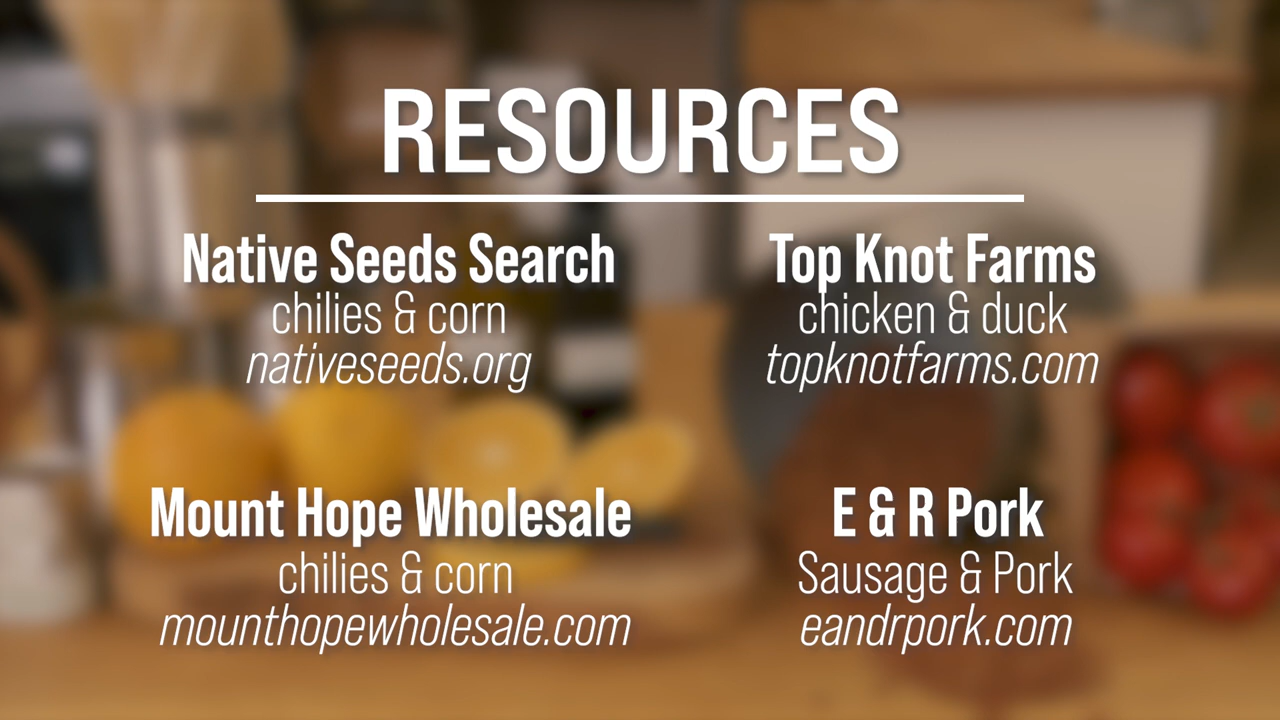 RESOURCES
Native Seeds Search
chilies & corn
nativeseeds.org
Top Knot Farms
chicken & duck
topknotfarms.com
Mount Hope Wholesale
chilies & corn
mounthopewholesale.com
E & R Pork
Sausage & Pork
eandrpork.com